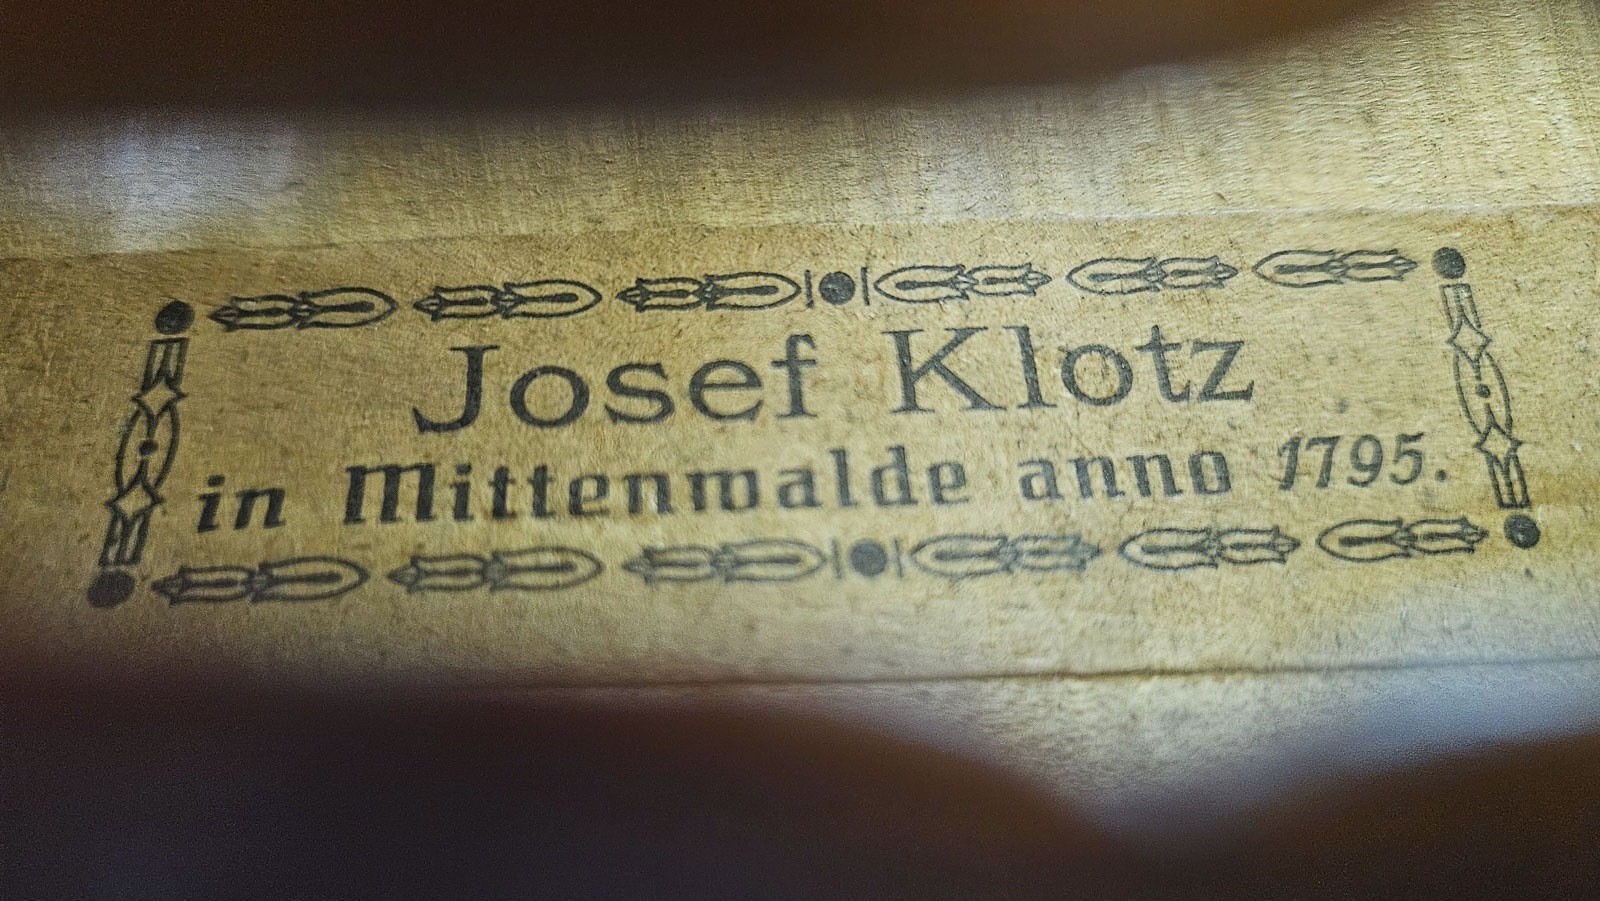 Josef Klotz
in Mittenwalde anno 1795.